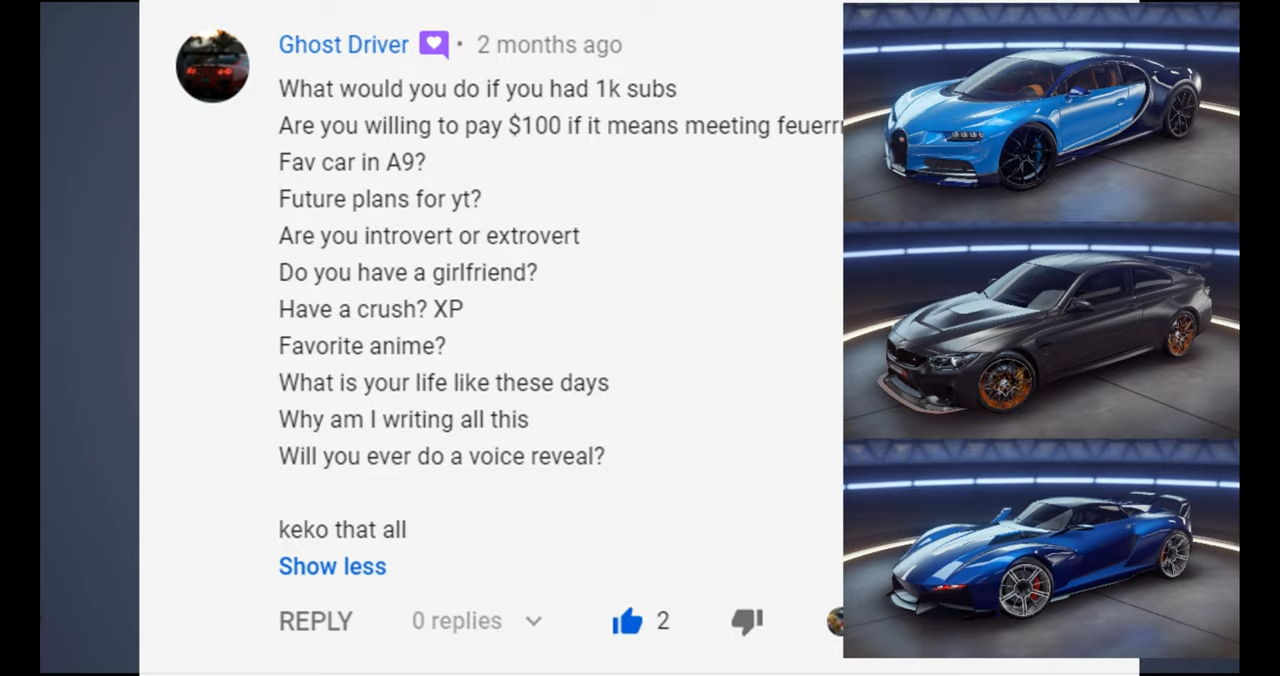 Ghost Driver • 2 months ago
What would you do if you had 1k subs
Are you willing to pay $100 if it means meeting
Fav car in A9?
Future plans for yt?
Are you introvert or extrovert
Do you have a girlfriend?
Have a crush? XP
Favorite anime?
What is your life like these days
Why am I writing all this
Will you ever do a voice reveal?
keko that all
Show less
REPLY 0 replies 2